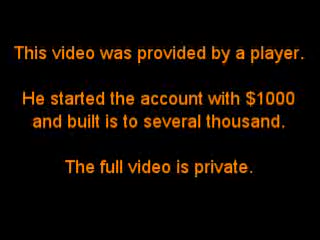 This video was provided by a player.
He started the account with $1000
and built is to several thousand.
The full video is private.